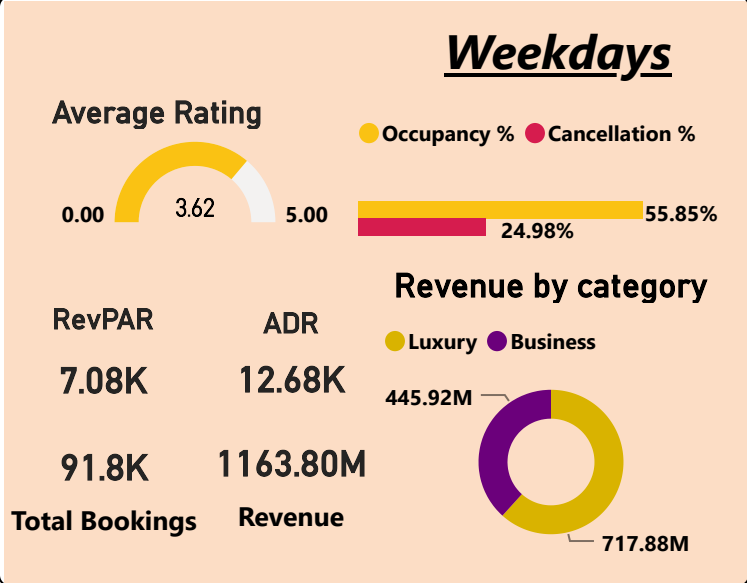 Weekdays
Average Rating
0.00
3.62
5.00
Occupancy %
Cancellation %
55.85%
24.98%
RevPAR
7.08K
ADR
12.68K
91.8K
Total Bookings
1163.80M
Revenue
Revenue by category
Luxury
Business
445.92M
717.88M